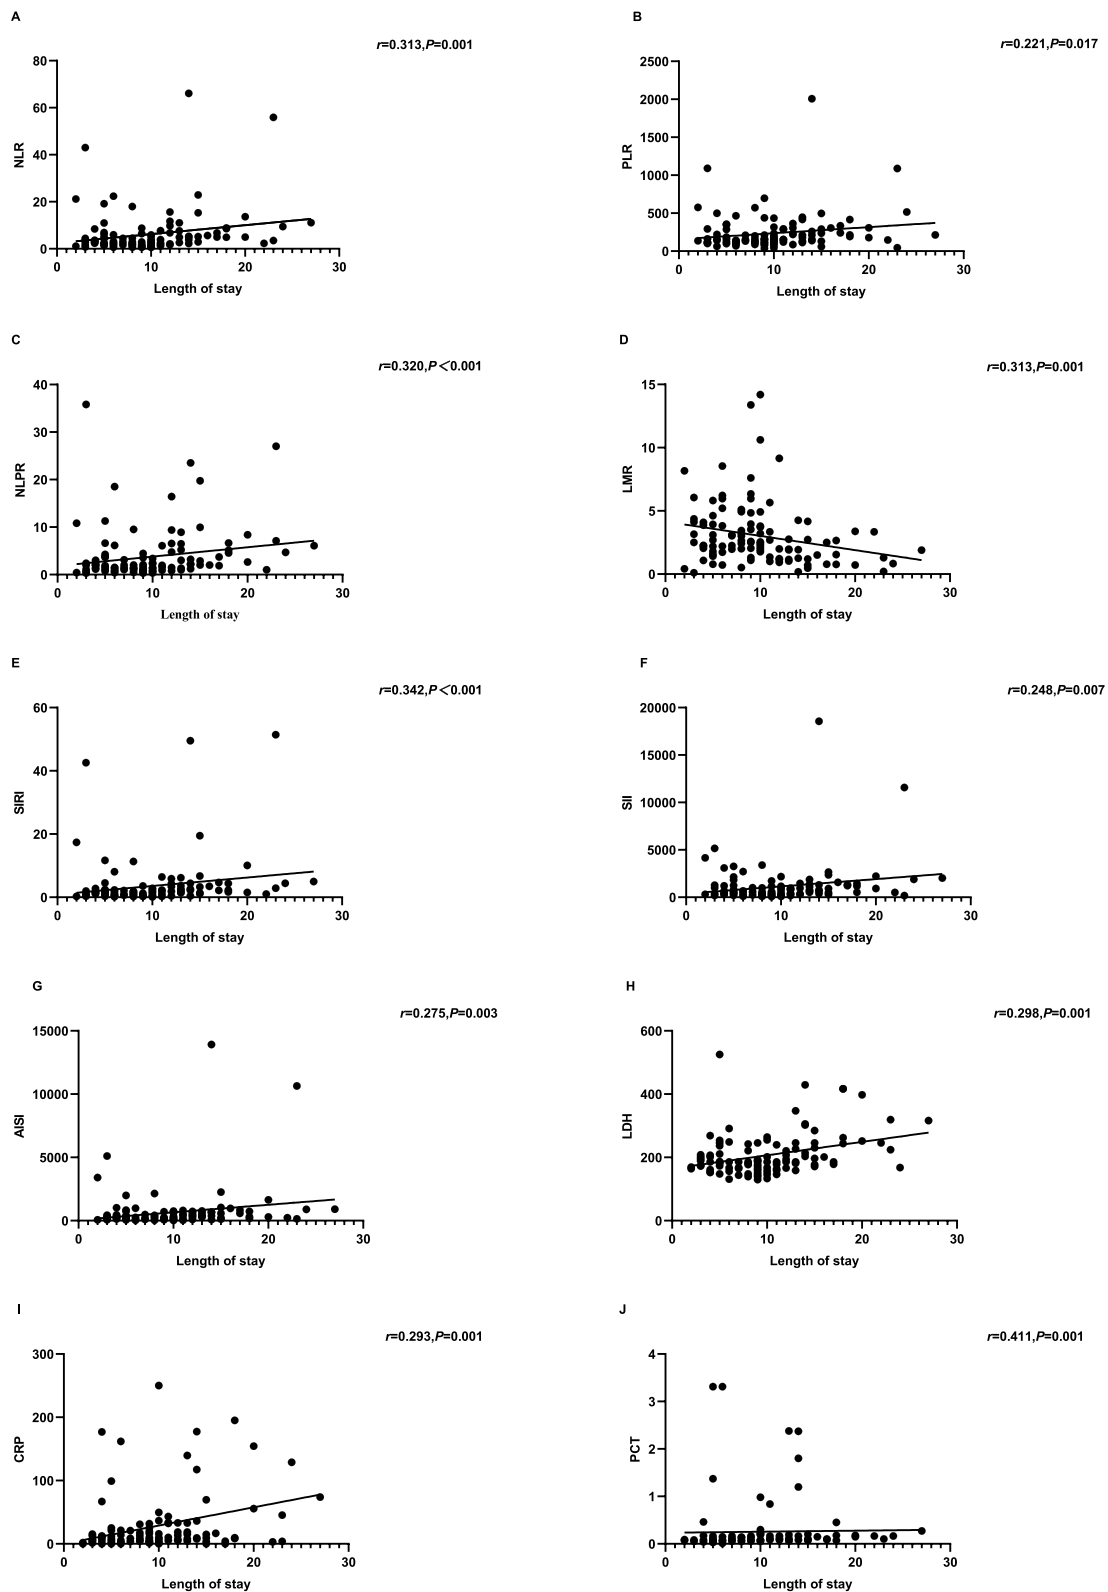 A
r=0.313,P=0.001
NLR
80
60
40
20
0
0 10 20 30
Length of stay
B
r=0.221,P=0.017
PLR
2500
2000
1500
1000
500
0
0 10 20 30
Length of stay
C
r=0.320,P<0.001
NLPR
40
30
20
10
0
0 10 20 30
Length of stay
D
r=0.313,P=0.001
LMR
15
10
5
0
0 10 20 30
Length of stay
E
r=0.342,P<0.001
SIRI
60
40
20
0
0 10 20 30
Length of stay
F
r=0.248,P=0.007
SII
20000
15000
10000
5000
0
0 10 20 30
Length of stay
G
r=0.275,P=0.003
AISI
15000
10000
5000
0
0 10 20 30
Length of stay
H
r=0.298,P=0.001
LDH
600
400
200
0
0 10 20 30
Length of stay
I
r=0.293,P=0.001
CRP
300
200
100
0
0 10 20 30
Length of stay
J
r=0.411,P=0.001
PCT
4
3
2
1
0
0 10 20 30
Length of stay